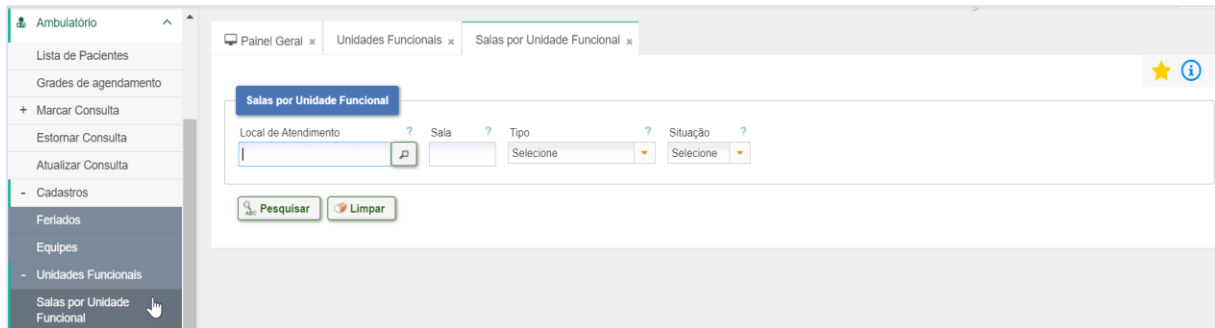 Ambulatório
Lista de Pacientes
Grades de agendamento
+ Marcar Consulta
Estornar Consulta
Atualizar Consulta
- Cadastros
Feriados
Equipes
- Unidades Funcionais
Salas por Unidade
Funcional
Painel Geral × Unidades Funcionais × Salas por Unidade Funcional ×
Salas por Unidade Funcional
Local de Atendimento ? Sala ? Tipo ? Situação ?
Selecione Selecione
ABC Pesquisar Limpar